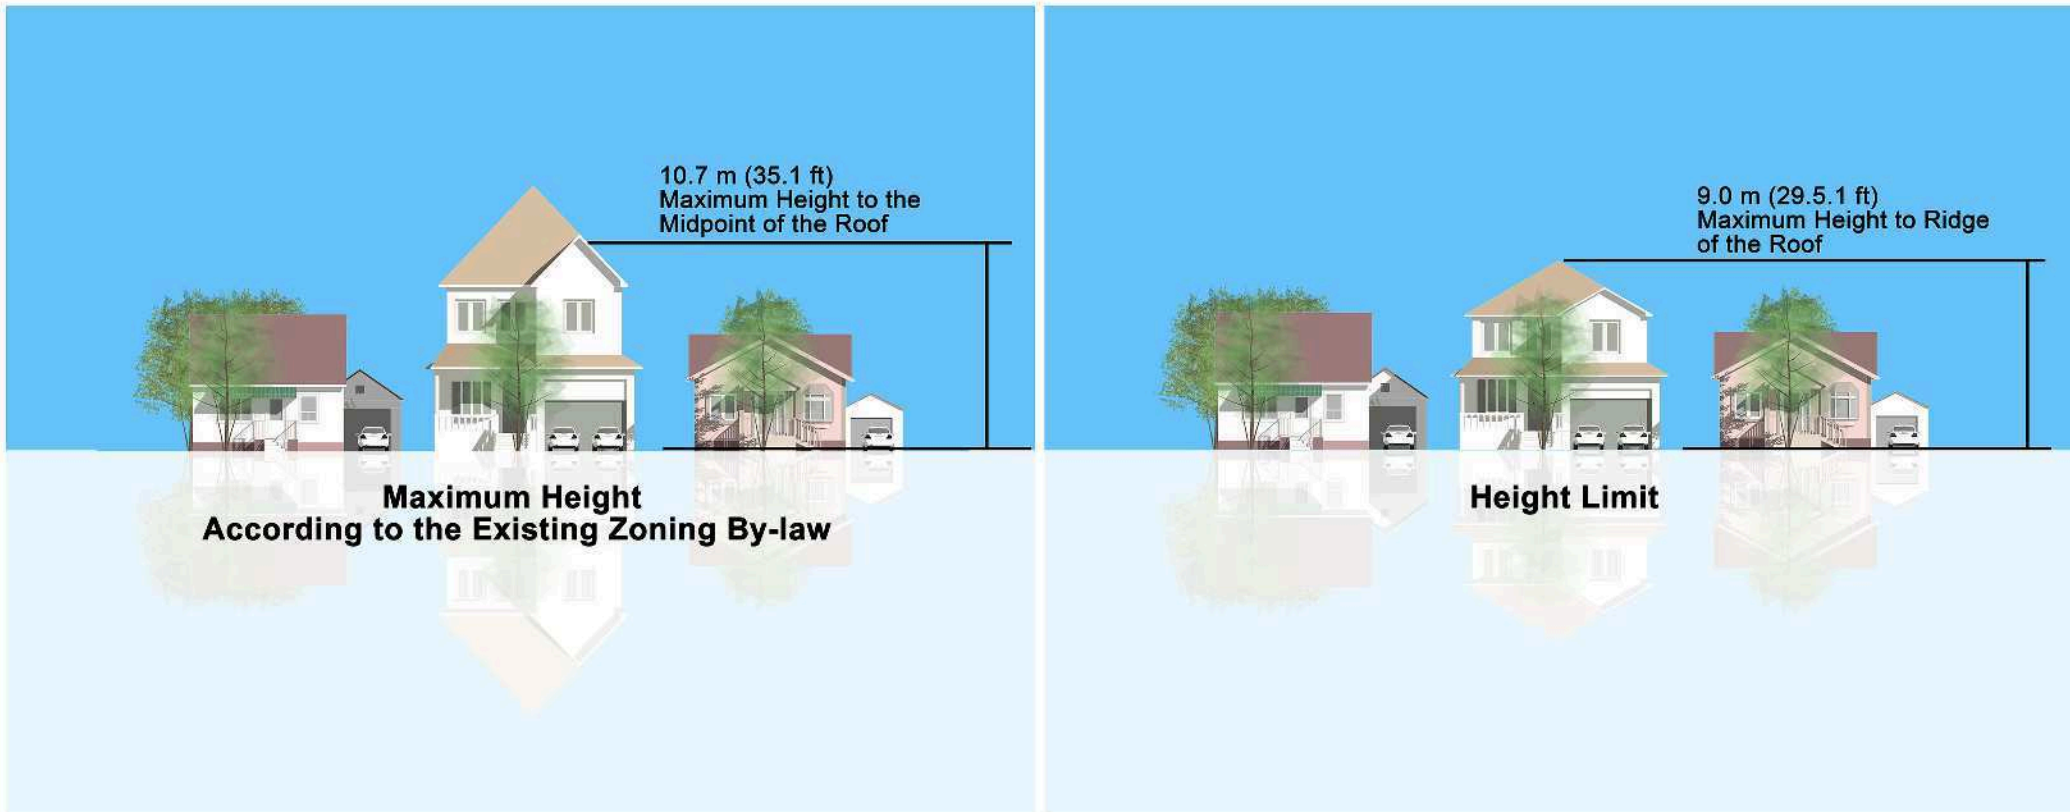 10.7 m (35.1 ft)
Maximum Height to the
Midpoint of the Roof
Maximum Height
According to the Existing Zoning By-law
9.0 m (29.5.1 ft)
Maximum Height to Ridge
of the Roof
Height Limit